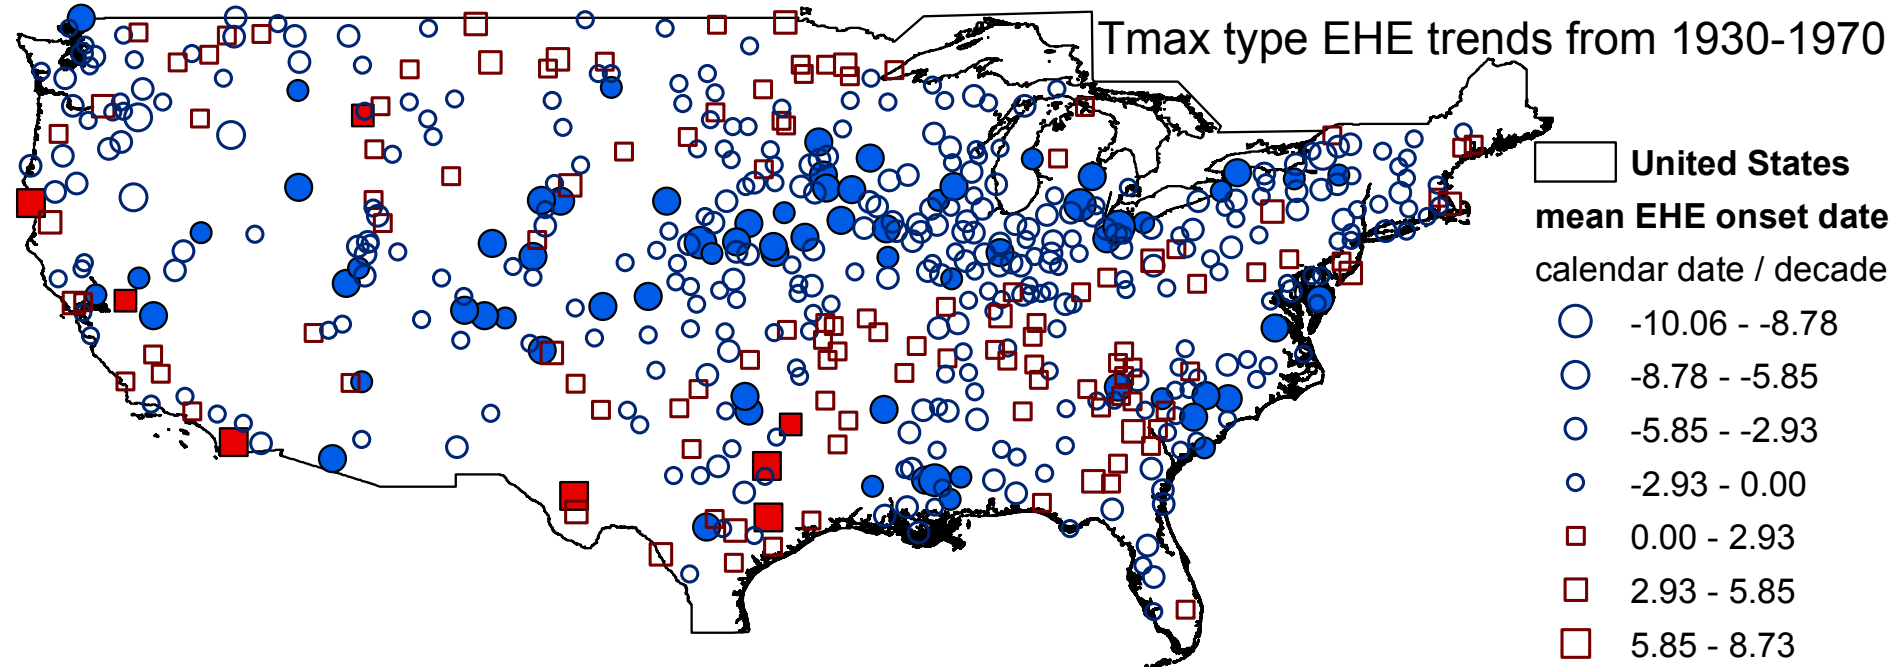 Tmax type EHE trends from 1930-1970
United States
mean EHE onset date
calendar date / decade
-10.06 - -8.78
-8.78 - -5.85
-5.85 - -2.93
-2.93 - 0.00
0.00 - 2.93
2.93 - 5.85
5.85 - 8.73